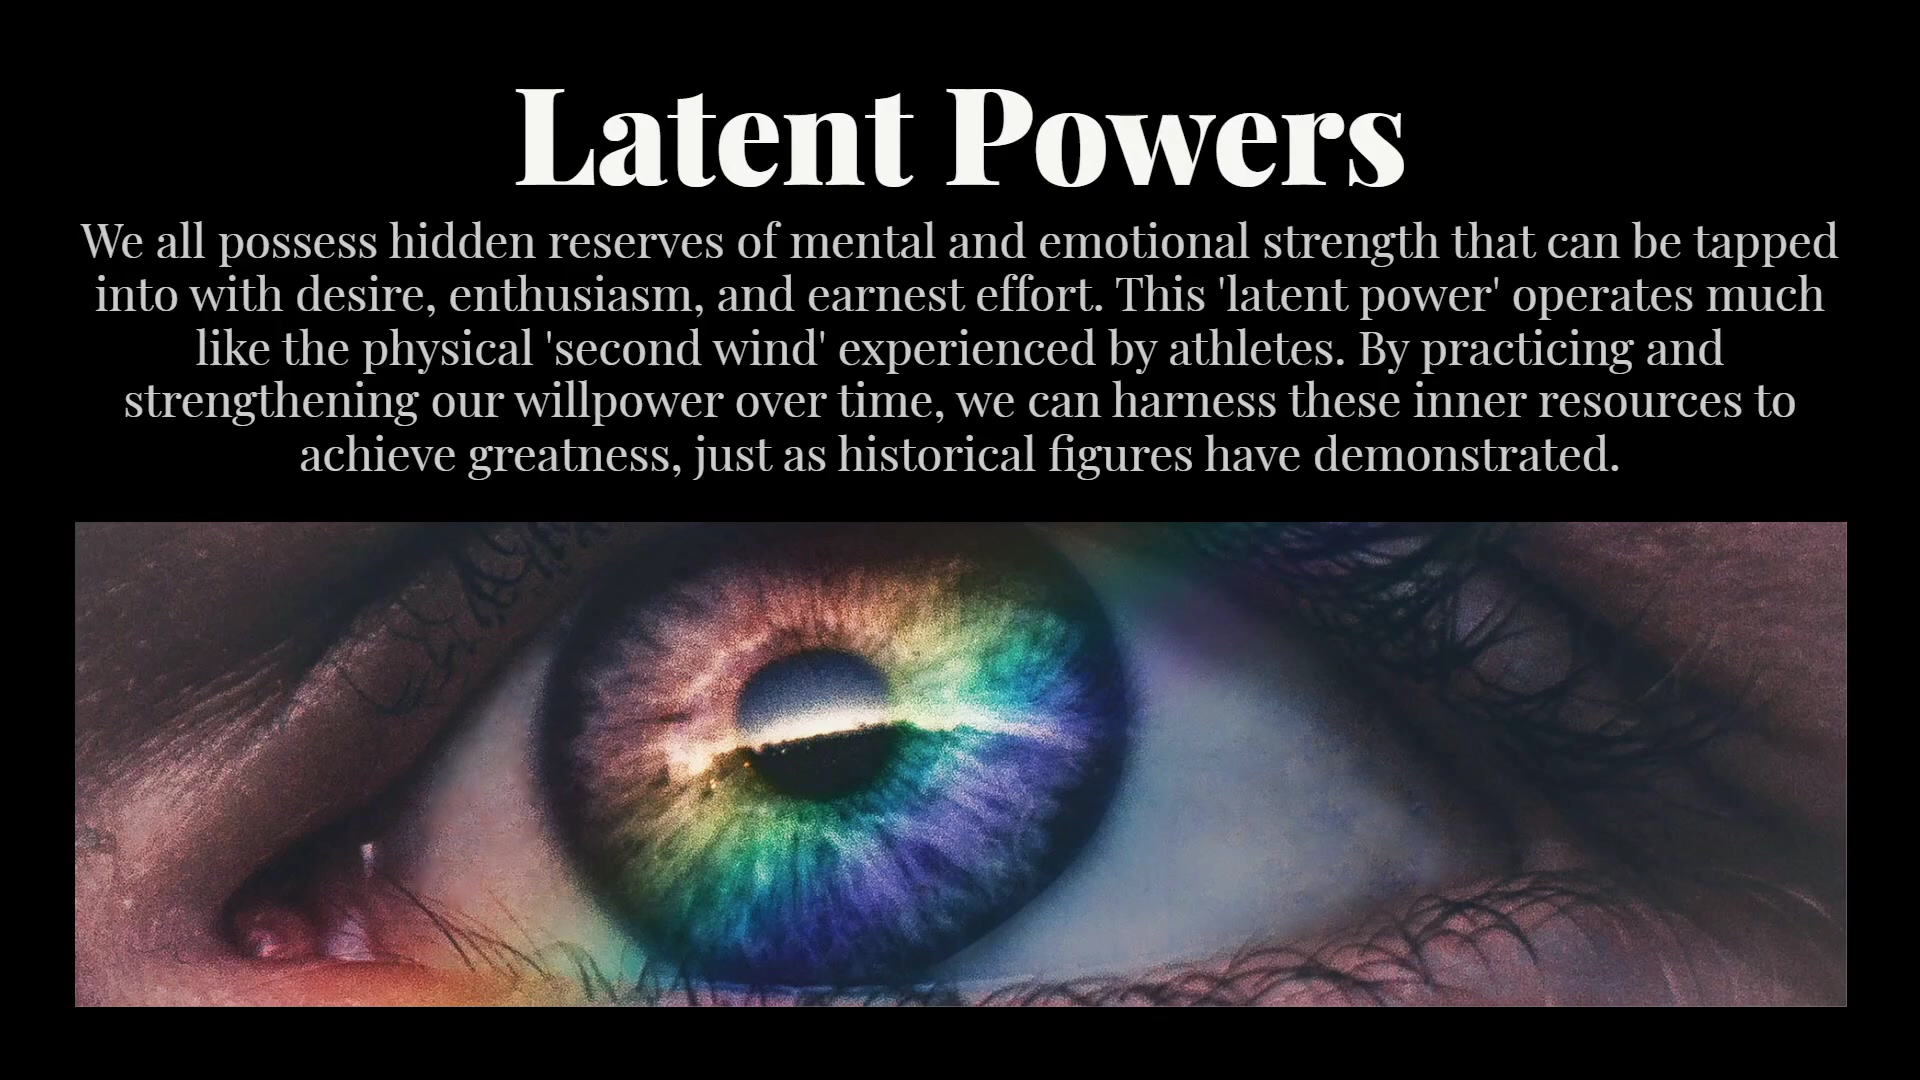 Latent Powers
We all possess hidden reserves of mental and emotional strength that can be tapped
into with desire, enthusiasm, and earnest effort. This 'latent power' operates much
like the physical 'second wind' experienced by athletes. By practicing and
strengthening our willpower over time, we can harness these inner resources to
achieve greatness, just as historical figures have demonstrated.